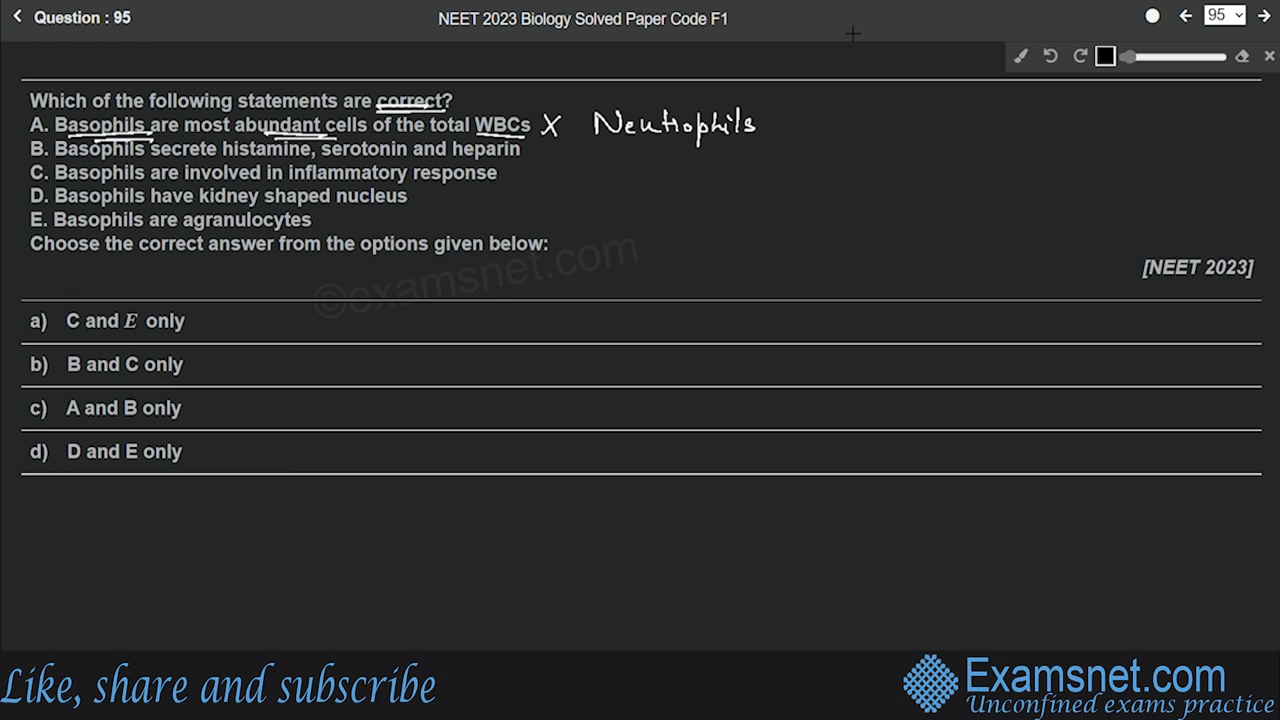 Question : 95
NEET 2023 Biology Solved Paper Code F1
95
Which of the following statements are correct?
A. Basophils are most abundant cells of the total WBCs X Neutrophils
B. Basophils secrete histamine, serotonin and heparin
C. Basophils are involved in inflammatory response
D. Basophils have kidney shaped nucleus
E. Basophils are agranulocytes
Choose the correct answer from the options given below:
©examsnet.com
[NEET 2023]
a) C and E only
b) B and C only
c) A and B only
d) D and E only
Like, share and subscribe
Examsnet.com
Unconfined exams practice